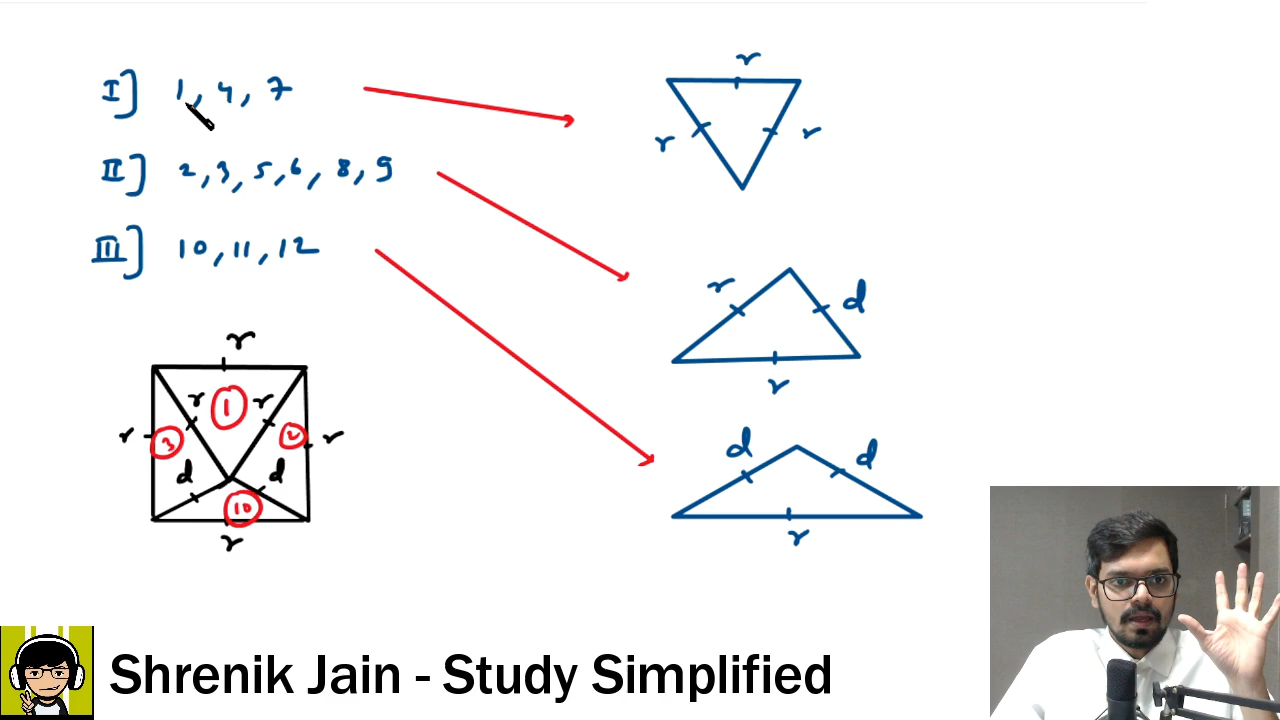 I] 1, 4, 7
II] 2, 3, 5, 6, 8, 9
III] 10, 11, 12
r
r
r
r
d
r
d
d
r
r
r
r
1
r
r
3
2
r
d
d
10
r
Shrenik Jain - Study Simplified